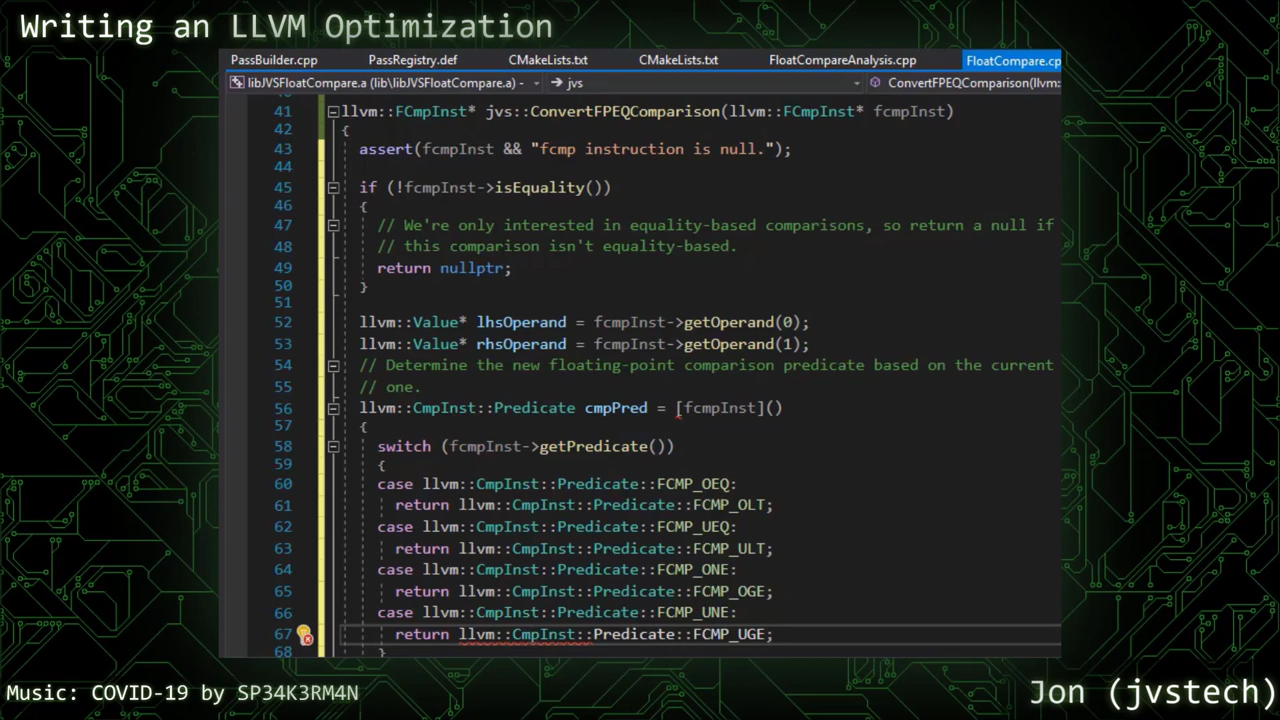 Writing an LLVM Optimization
PassBuilder.cpp PassRegistry.def CMakeLists.txt CMakeLists.txt FloatCompareAnalysis.cpp FloatCompare.cp
libJVSFloatCompare.a (lib\libJVSFloatCompare.a) - jvs ConvertFPEQComparison(llvm:
41 llvm::FCmpInst* jvs::ConvertFPEQComparison(llvm::FCmpInst* fcmpInst)
42 {
43 assert(fcmpInst && "fcmp instruction is null.");
44
45 if (!fcmpInst->isEquality())
46 {
47 // We're only interested in equality-based comparisons, so return a null if
48 // this comparison isn't equality-based.
49 return nullptr;
50 }
51
52 llvm::Value* lhsOperand = fcmpInst->getOperand(0);
53 llvm::Value* rhsOperand = fcmpInst->getOperand(1);
54 // Determine the new floating-point comparison predicate based on the current
55 // one.
56 llvm::CmpInst::Predicate cmpPred = [fcmpInst]()
57 {
58 switch (fcmpInst->getPredicate())
59 {
60 case llvm::CmpInst::Predicate::FCMP_OEQ:
61 return llvm::CmpInst::Predicate::FCMP_OLT;
62 case llvm::CmpInst::Predicate::FCMP_UEQ:
63 return llvm::CmpInst::Predicate::FCMP_ULT;
64 case llvm::CmpInst::Predicate::FCMP_ONE:
65 return llvm::CmpInst::Predicate::FCMP_OGE;
66 case llvm::CmpInst::Predicate::FCMP_UNE:
67 return llvm::CmpInst::Predicate::FCMP_UGE;
68 }
Music: COVID-19 by SP34K3RM4N
Jon (jvstech)